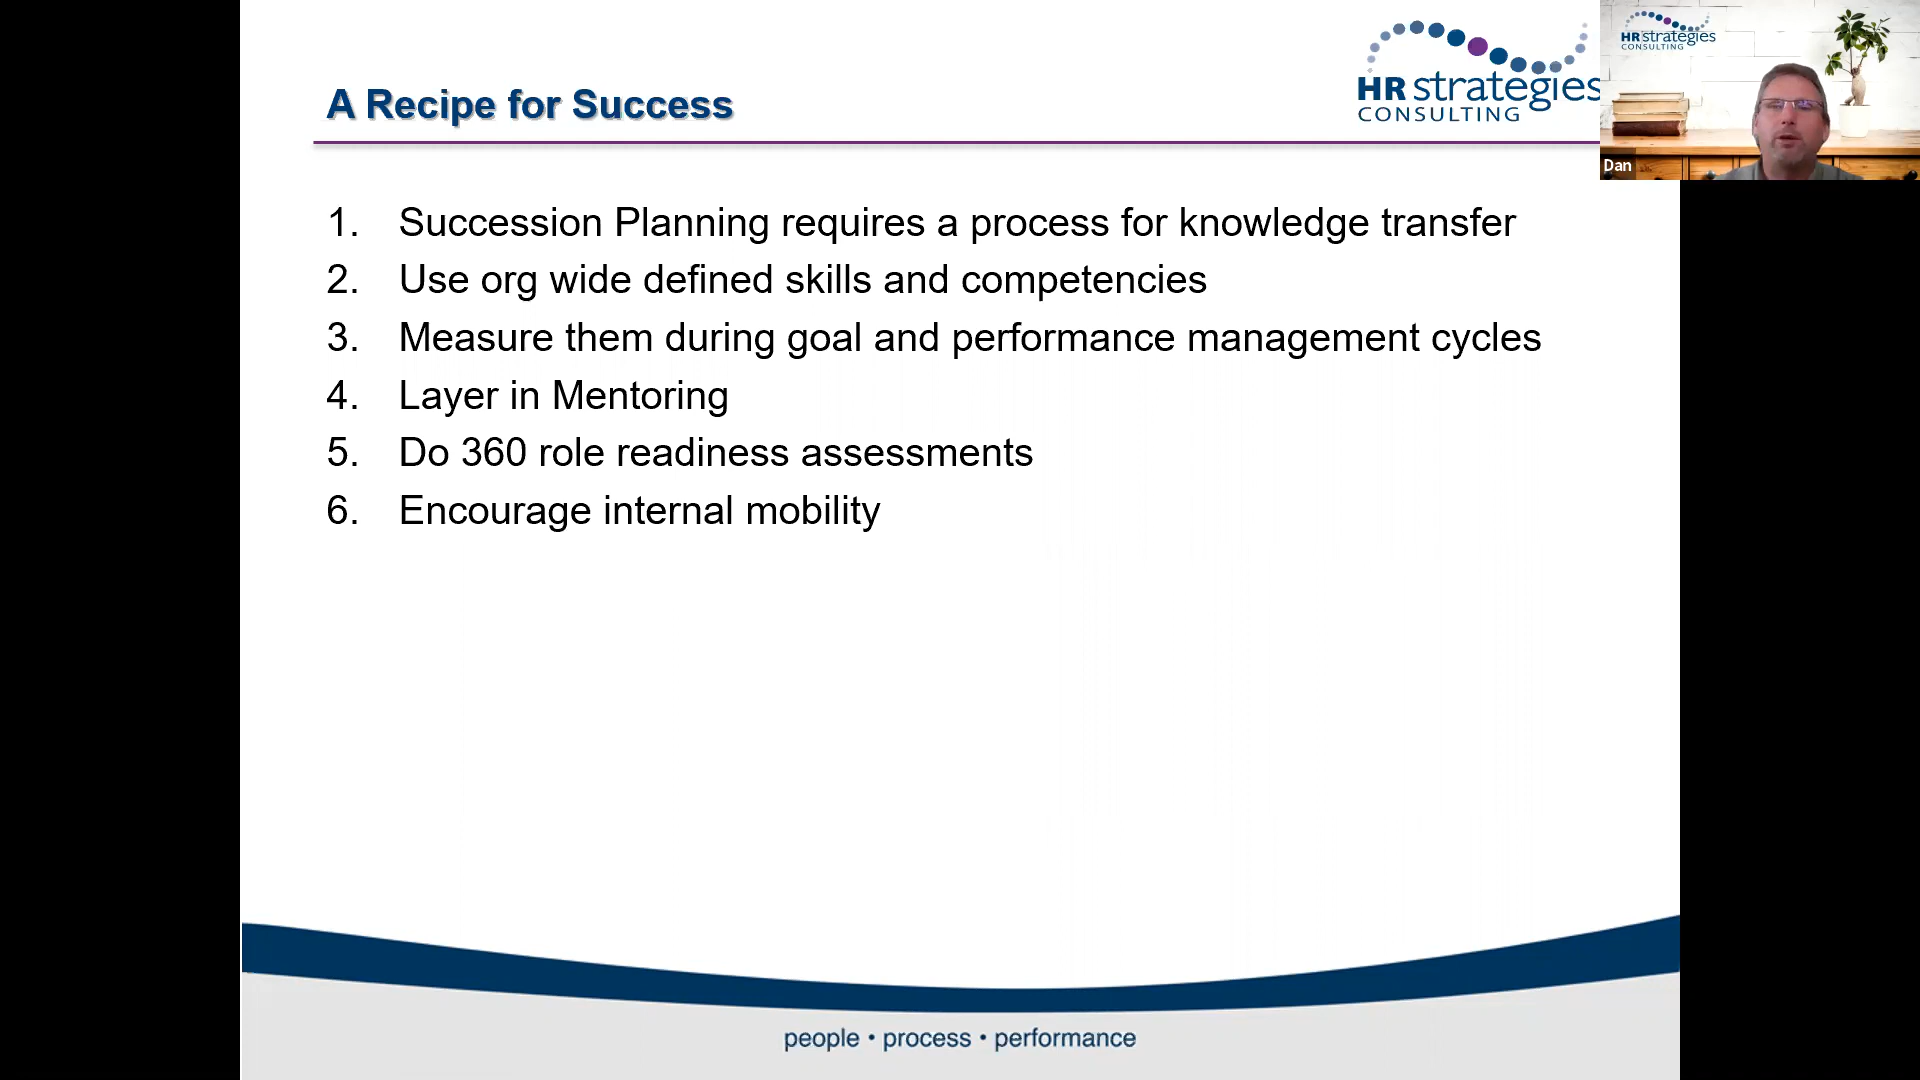 A Recipe for Success
HR strategies
CONSULTING
HRstrategies
CONSULTING
Dan
1. Succession Planning requires a process for knowledge transfer
2. Use org wide defined skills and competencies
3. Measure them during goal and performance management cycles
4. Layer in Mentoring
5. Do 360 role readiness assessments
6. Encourage internal mobility
people • process • performance